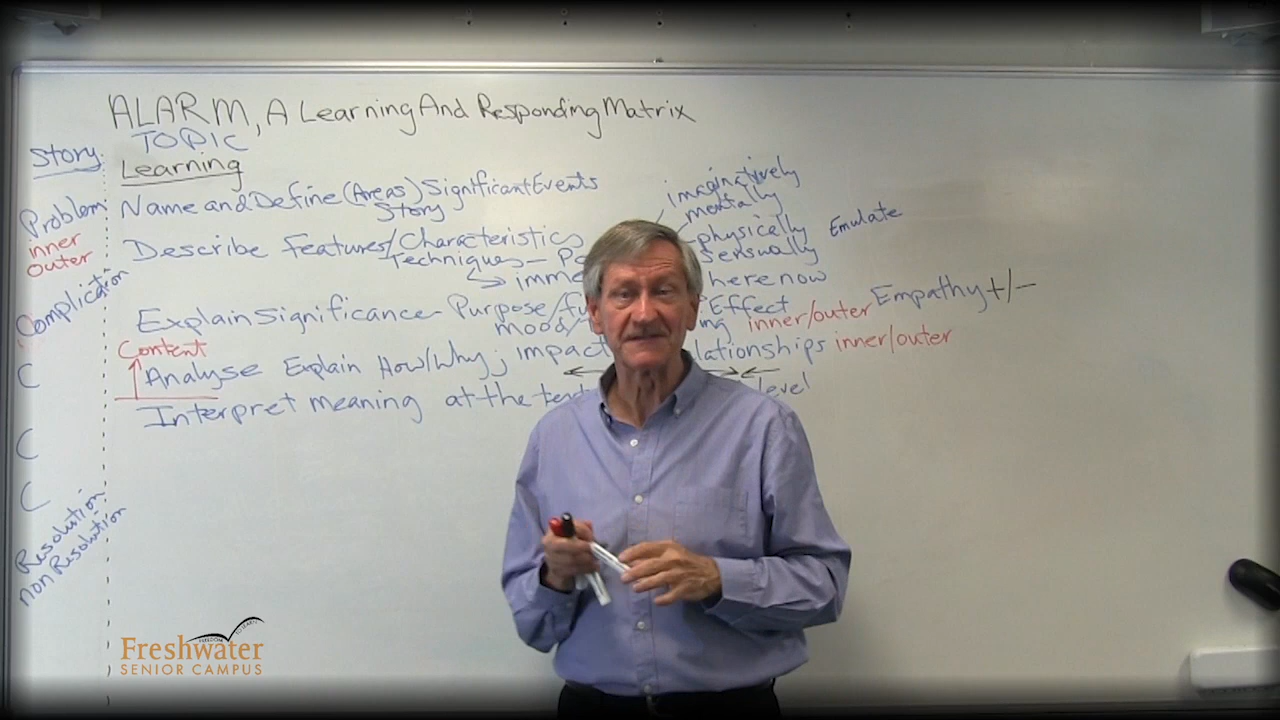 ALARM, A Learning And Responding Matrix
TOPIC
Story:
Learning
Name and Define (Areas) Significant Events
Story
Problem
inner
outer
imaginatively
mentally
Describe Features/Characteristics
physically
Emulate
Techniques –
sensually
here now
Complication
Explain Significance – Purpose/
Effect
Empathy +/–
mood/
inner/outer
Content
Analyse Explain How/Why; impact
inner/outer
C
Interpret meaning at the
level
C
C
Resolution
non Resolution
FREEDOM TO LEARN
Freshwater
SENIOR CAMPUS